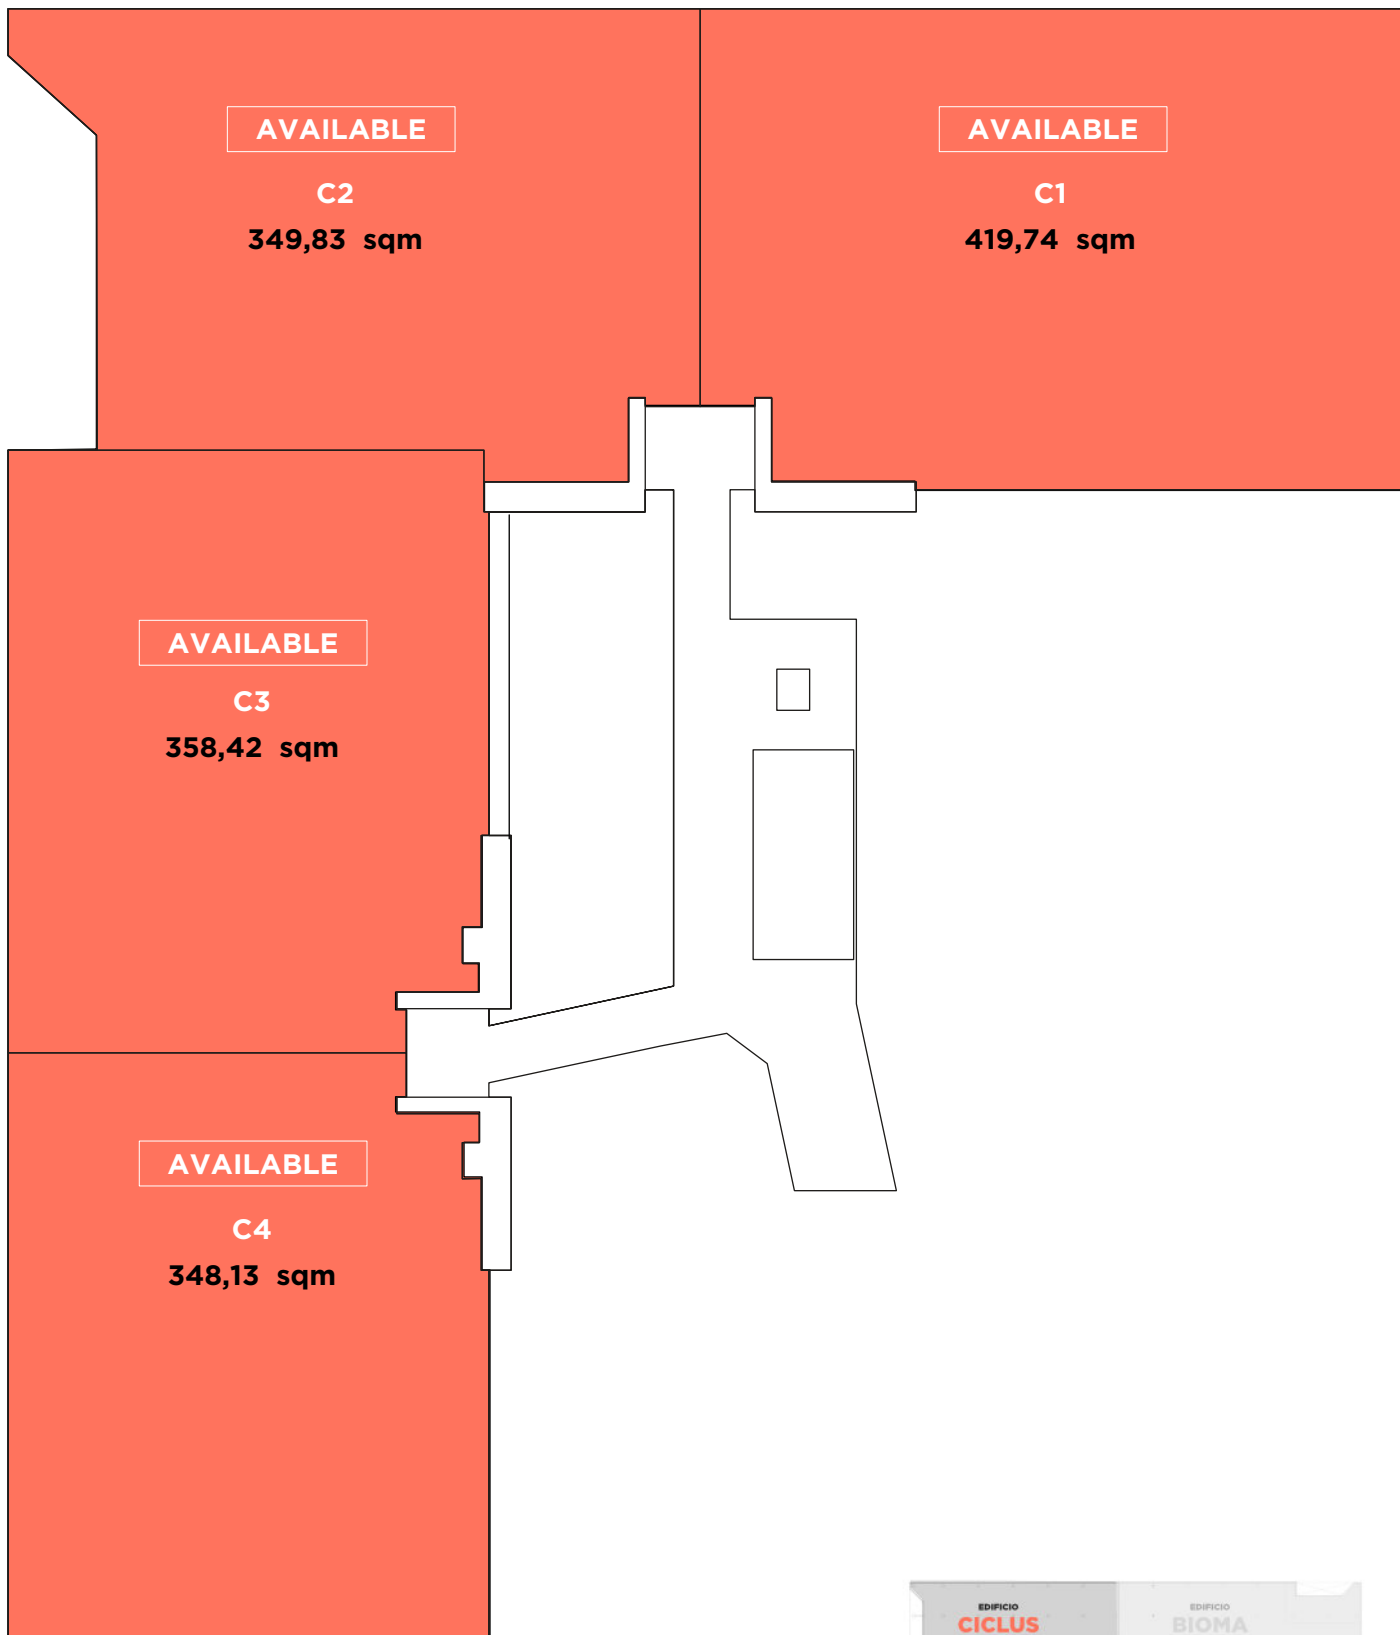 AVAILABLE
C2
349,83 sqm
AVAILABLE
C1
419,74 sqm
AVAILABLE
C3
358,42 sqm
AVAILABLE
C4
348,13 sqm
EDIFICIO
CICLUS
EDIFICIO
BIOMA